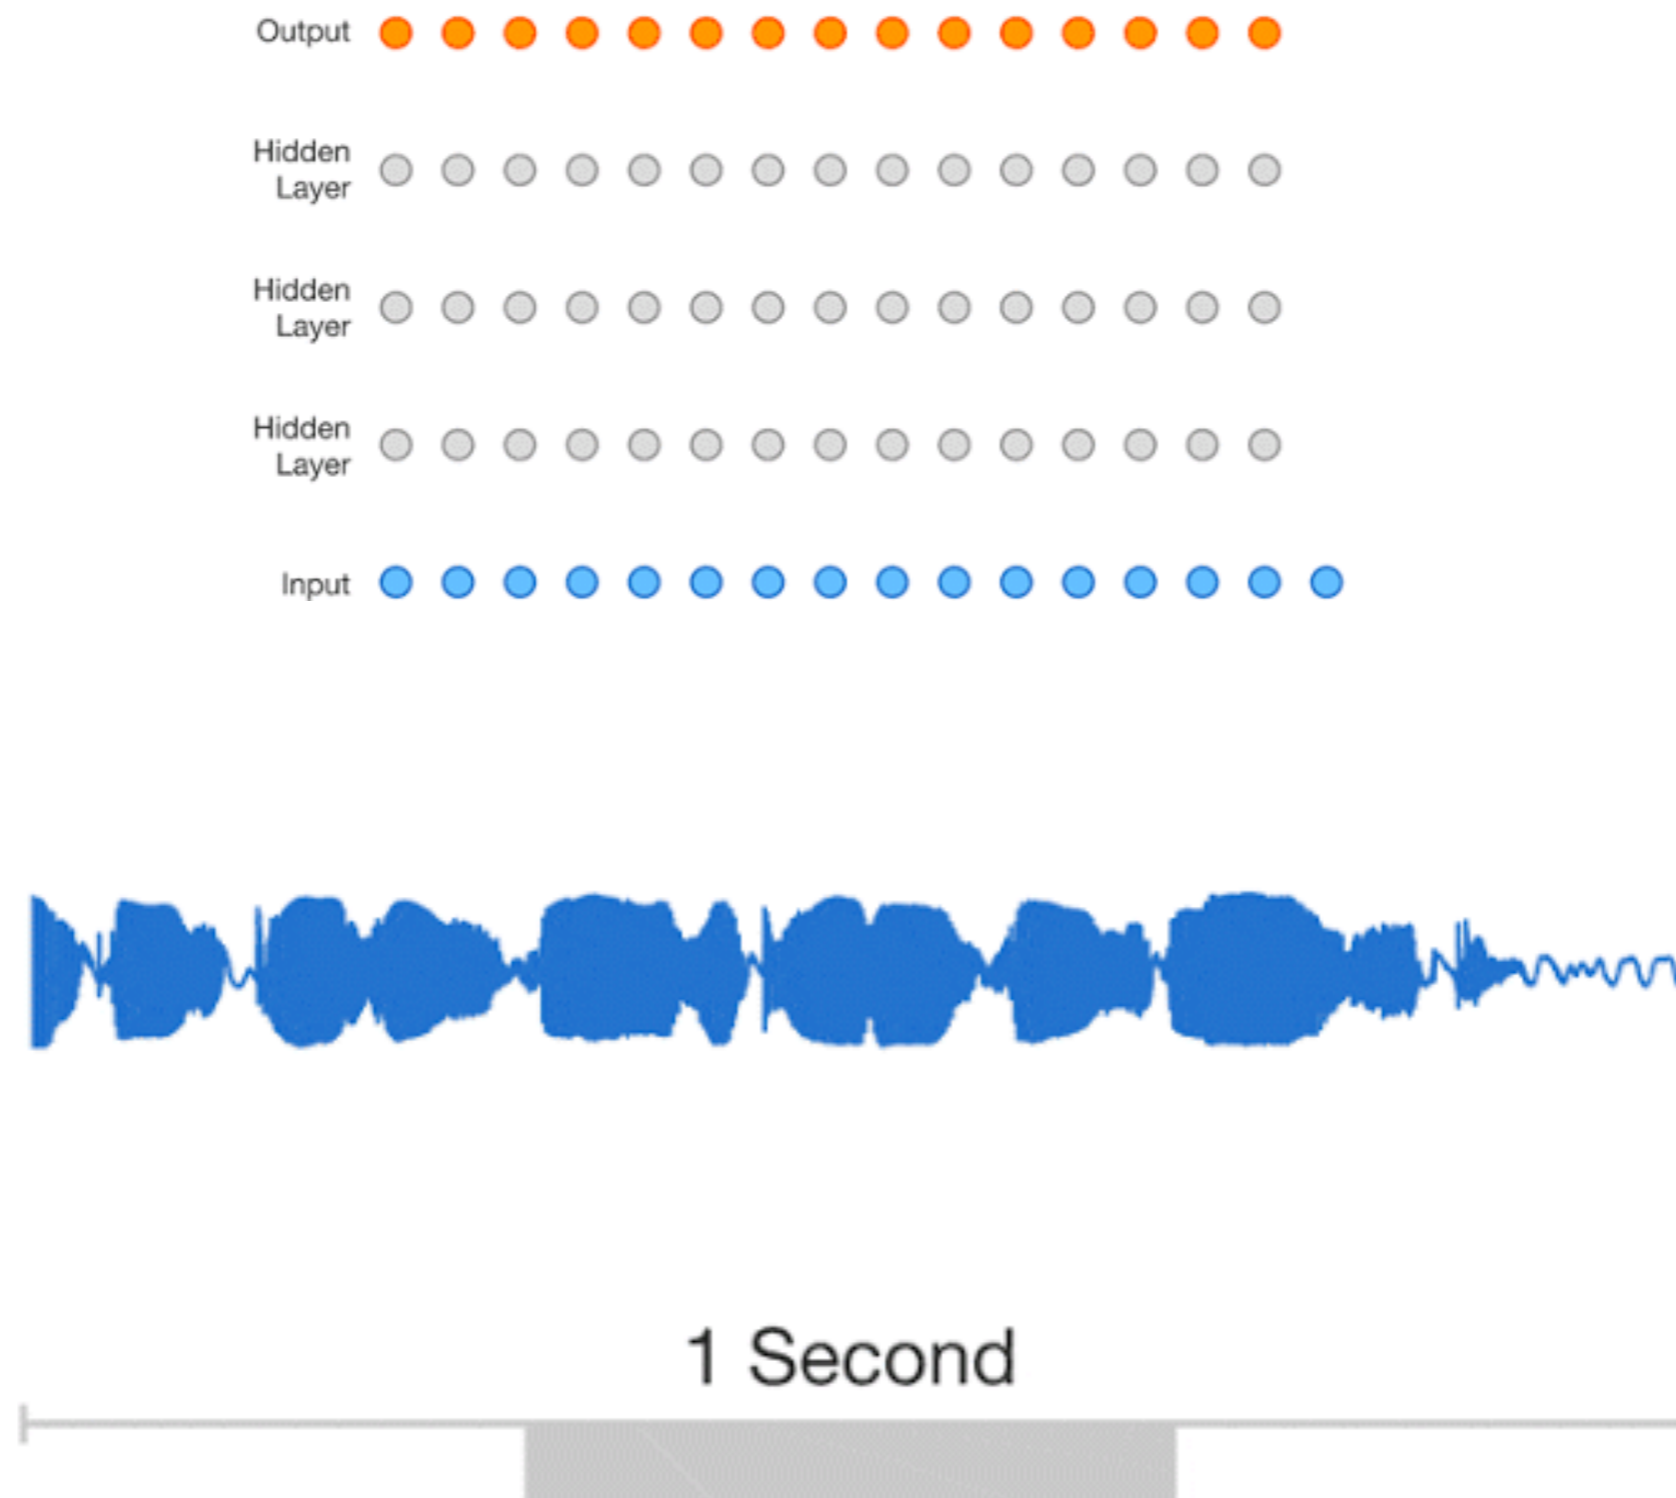 Output
Hidden
Layer
Hidden
Layer
Hidden
Layer
Input
1 Second